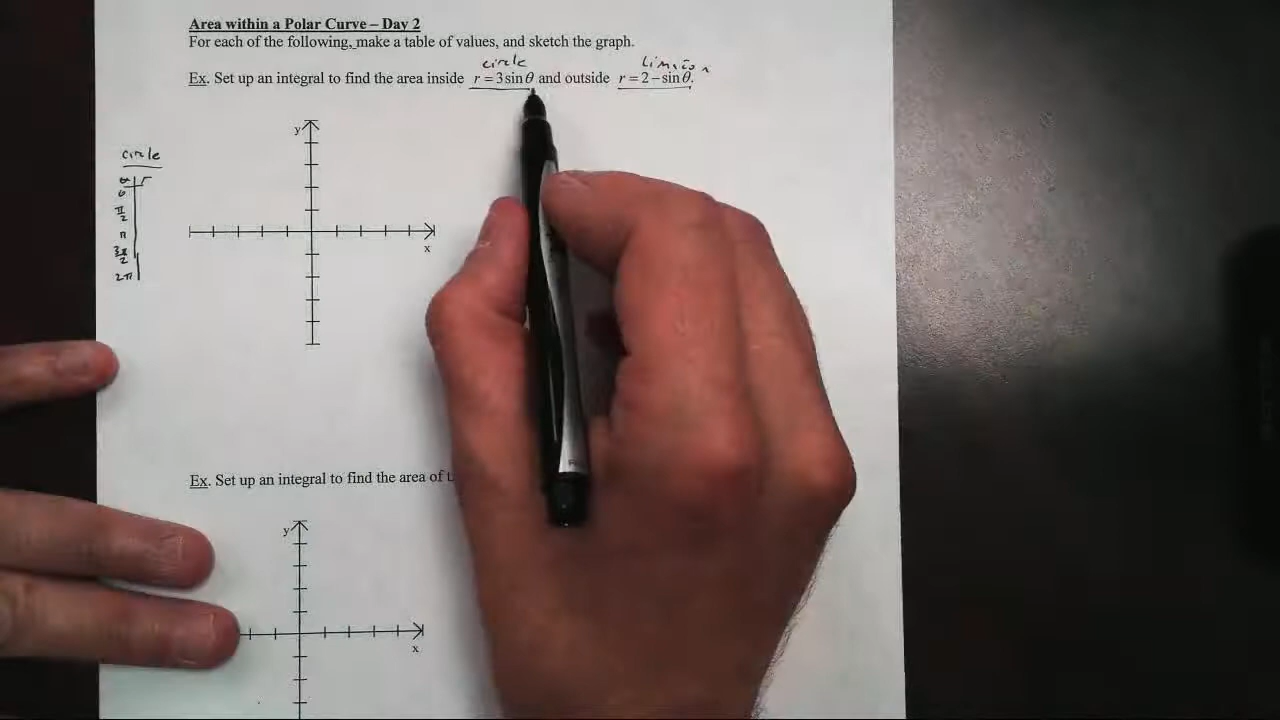 Area within a Polar Curve – Day 2
For each of the following, make a table of values, and sketch the graph.
circle
Ex. Set up an integral to find the area inside r = 3 sin θ and outside r = 2 − sin θ.
y
x
circle
θ r
0
π/2
π
3π/2
2π
Ex. Set up an integral to find the area of
y
x